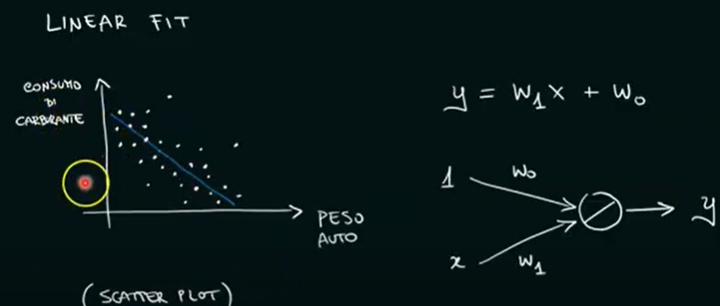 LINEAR FIT
CONSUMO
DI
CARBURANTE
PESO
AUTO
(SCATTER PLOT)
y = W1x + W0
1
W0
y
x
W1